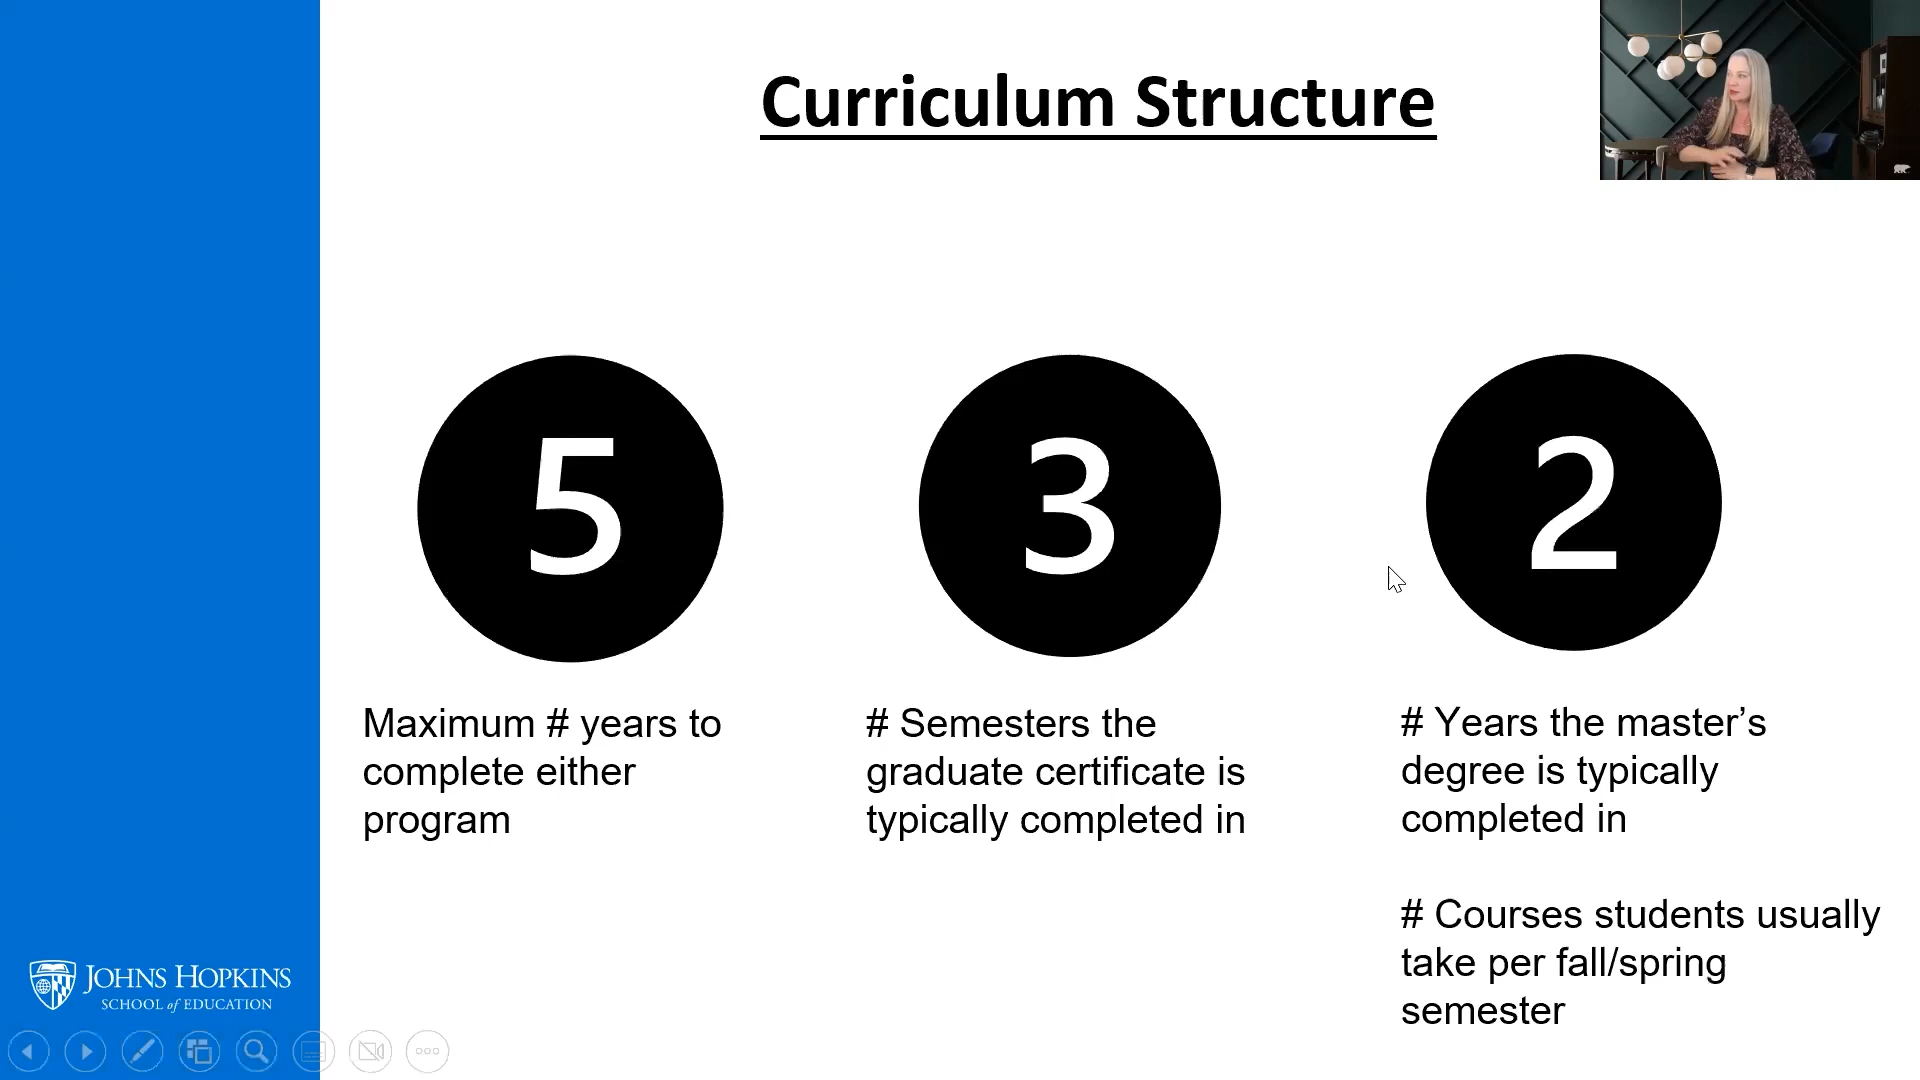 Curriculum Structure
5
3
2
Maximum # years to
complete either
program
# Semesters the
graduate certificate is
typically completed in
# Years the master’s
degree is typically
completed in
# Courses students usually
take per fall/spring
semester
JOHNS HOPKINS
SCHOOL of EDUCATION